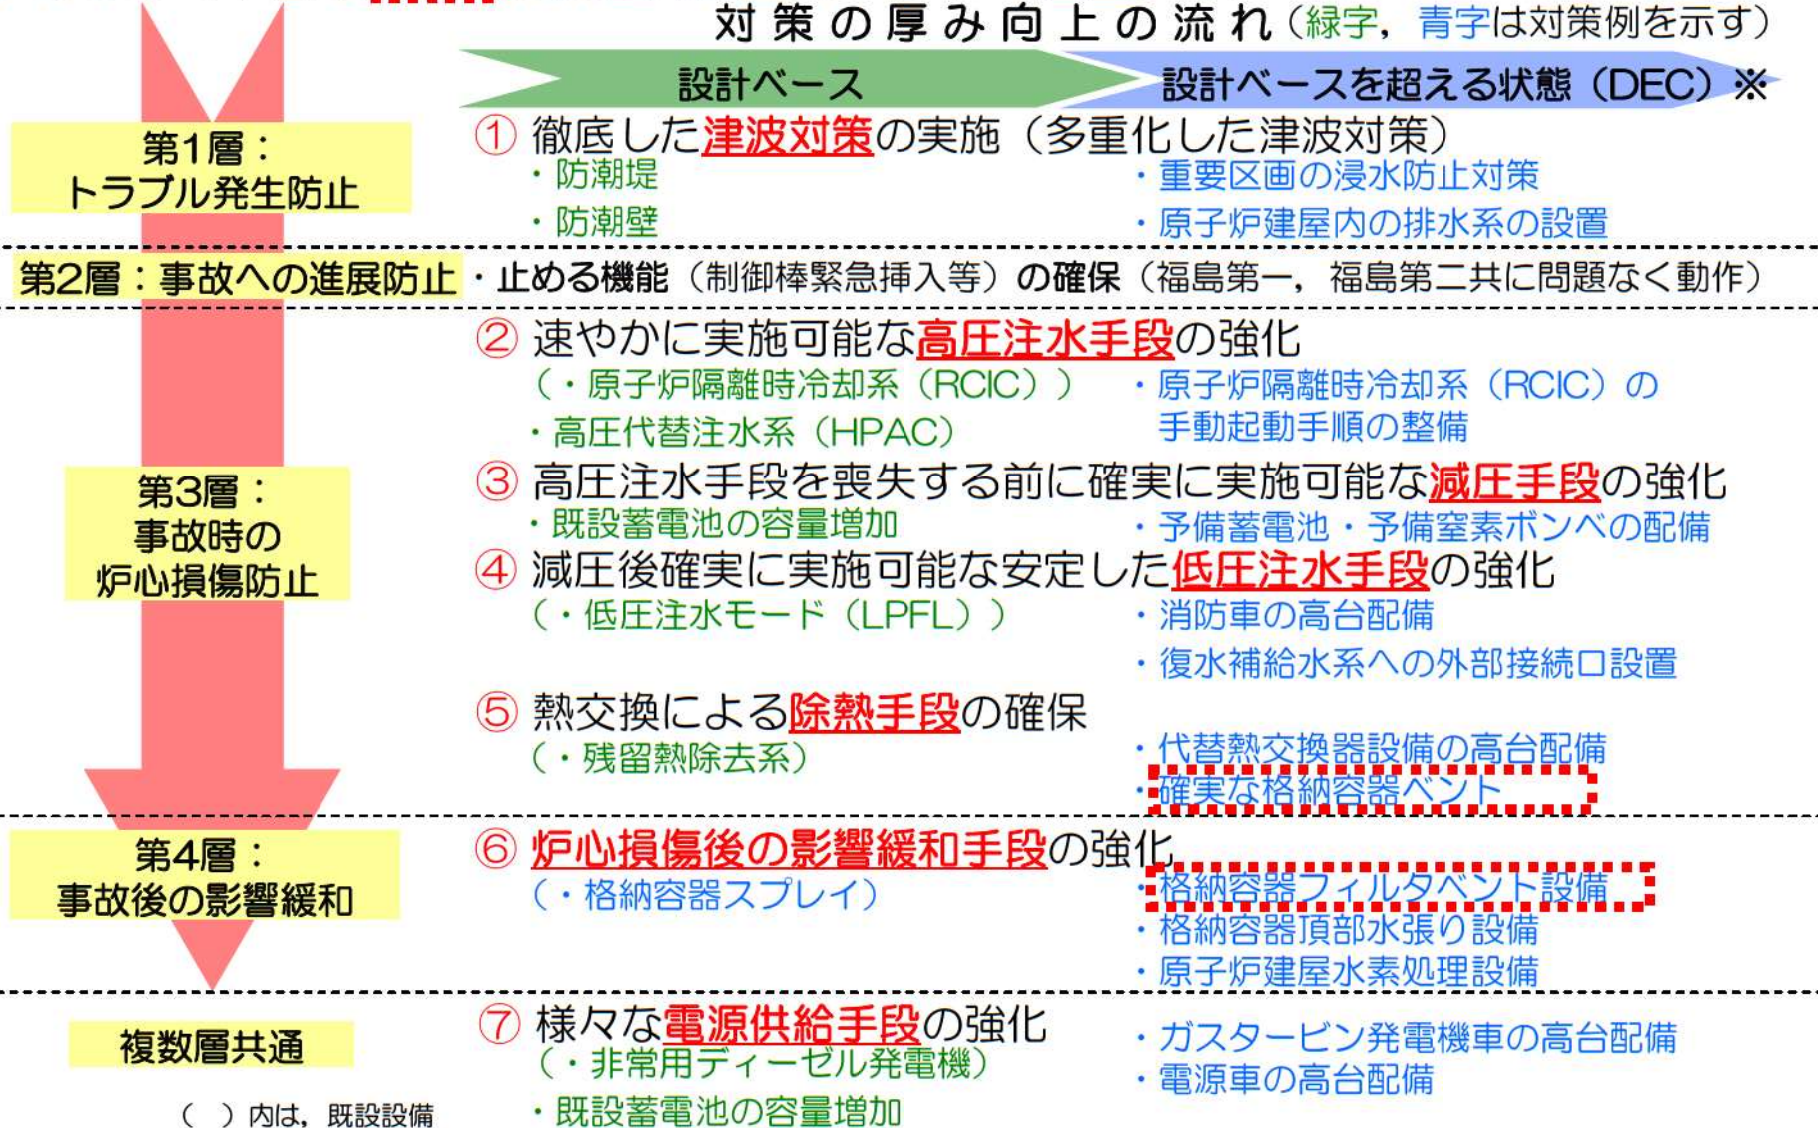 対策の厚み向上の流れ（緑字，青字は対策例を示す）
設計ベース
設計ベースを超える状態（DEC）※
第1層：
トラブル発生防止
① 徹底した津波対策の実施（多重化した津波対策）
・防潮堤
・防潮壁
・重要区画の浸水防止対策
・原子炉建屋内の排水系の設置
第2層：事故への進展防止
・止める機能（制御棒緊急挿入等）の確保（福島第一，福島第二共に問題なく動作）
第3層：
事故時の
炉心損傷防止
② 速やかに実施可能な高圧注水手段の強化
（・原子炉隔離時冷却系（RCIC））
・高圧代替注水系（HPAC）
・原子炉隔離時冷却系（RCIC）の
手動起動手順の整備
③ 高圧注水手段を喪失する前に確実に実施可能な減圧手段の強化
・既設蓄電池の容量増加
・予備蓄電池・予備窒素ボンベの配備
④ 減圧後確実に実施可能な安定した低圧注水手段の強化
（・低圧注水モード（LPFL））
・消防車の高台配備
・復水補給水系への外部接続口設置
⑤ 熱交換による除熱手段の確保
（・残留熱除去系）
・代替熱交換器設備の高台配備
・確実な格納容器ベント
第4層：
事故後の影響緩和
⑥ 炉心損傷後の影響緩和手段の強化
（・格納容器スプレイ）
・格納容器フィルタベント設備
・格納容器頂部水張り設備
・原子炉建屋水素処理設備
複数層共通
⑦ 様々な電源供給手段の強化
（・非常用ディーゼル発電機）
・既設蓄電池の容量増加
・ガスタービン発電機車の高台配備
・電源車の高台配備
（　）内は，既設設備